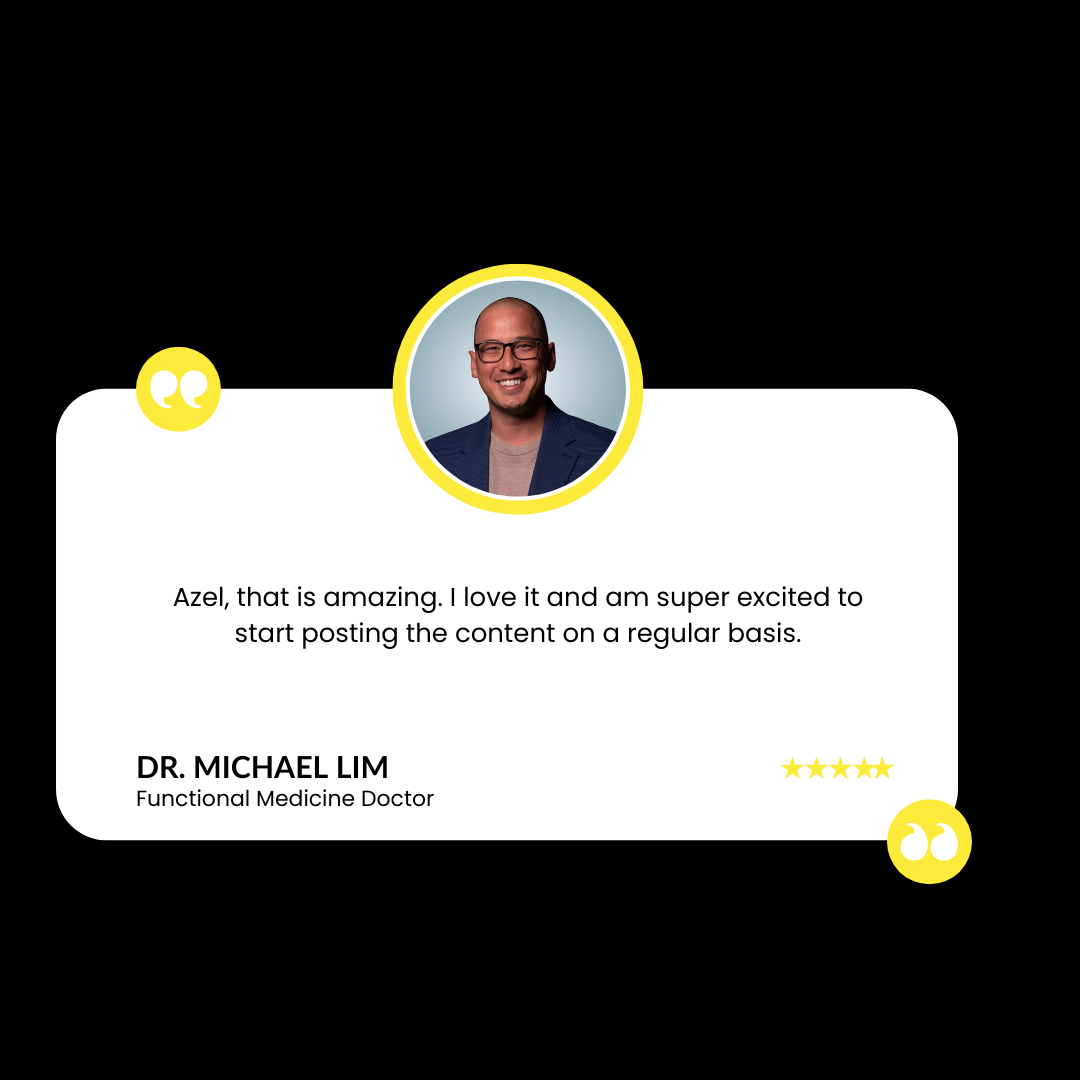 Azel, that is amazing. I love it and am super excited to
start posting the content on a regular basis.
DR. MICHAEL LIM
Functional Medicine Doctor